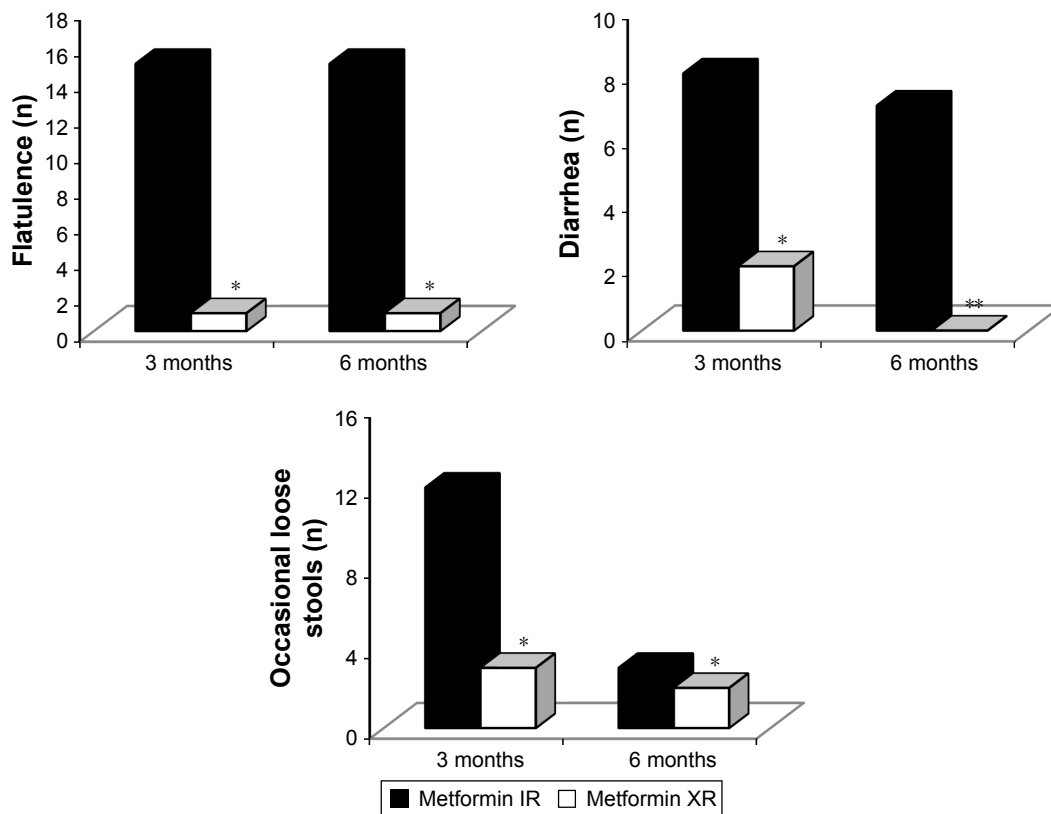 Flatulence (n)
18
16
14
12
10
8
6
4
2
0
*
*
3 months
6 months
Diarrhea (n)
10
8
6
4
2
0
*
**
3 months
6 months
Occasional loose
stools (n)
16
12
8
4
0
*
*
3 months
6 months
Metformin IR
Metformin XR